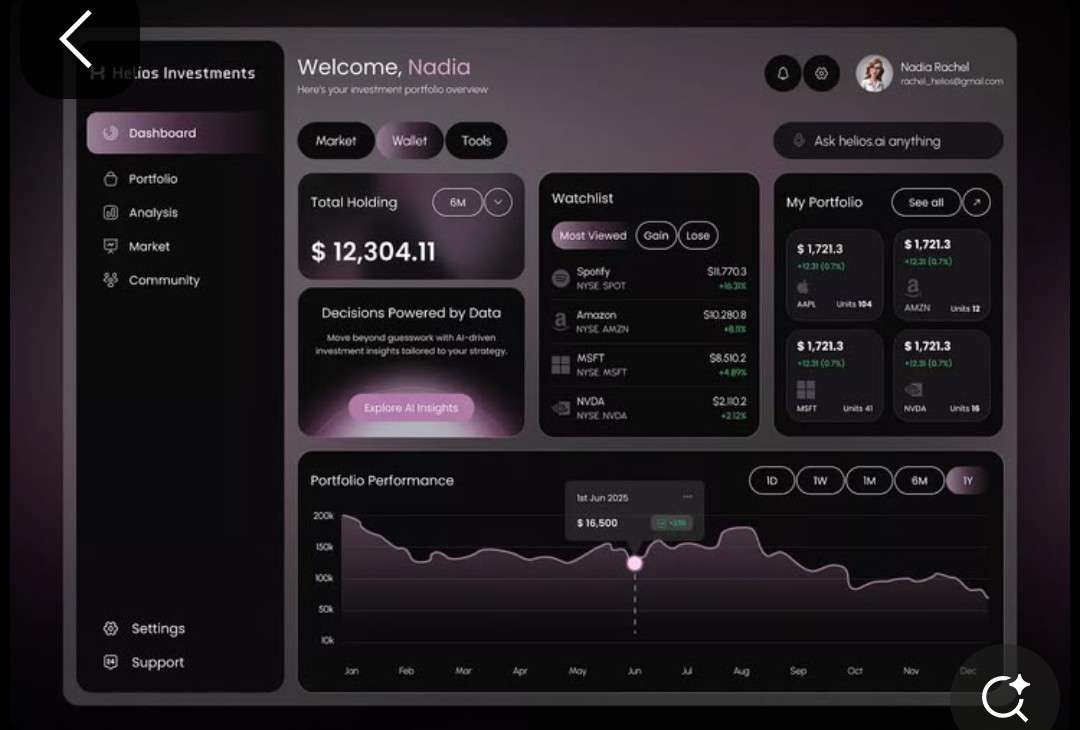 Helios Investments
Dashboard
Portfolio
Analysis
Market
Community
Settings
Support
Welcome, Nadia
Here's your investment portfolio overview
Nadia Rachel
rachel_helios@gmail.com
Market
Wallet
Tools
Ask helios.ai anything
Total Holding
6M
$ 12,304.11
Decisions Powered by Data
Move beyond guesswork with AI-driven
investment insights tailored to your strategy.
Explore AI Insights
Watchlist
Most Viewed
Gain
Lose
Spotify $11,770.3
NYSE: SPOT +16.31%
Amazon $10,280.8
NYSE: AMZN +8.11%
MSFT $8,510.2
NYSE: MSFT +4.89%
NVDA $2,110.2
NYSE: NVDA +2.12%
My Portfolio
See all
$ 1,721.3
+12.31 (0.7%)
AAPL Units 104
$ 1,721.3
+12.31 (0.7%)
AMZN Units 12
$ 1,721.3
+12.31 (0.7%)
MSFT Units 41
$ 1,721.3
+12.31 (0.7%)
NVDA Units 16
Portfolio Performance
1D
1W
1M
6M
1Y
1st Jun 2025
$ 16,500
200k
150k
100k
50k
10k
Jan Feb Mar Apr May Jun Jul Aug Sep Oct Nov Dec